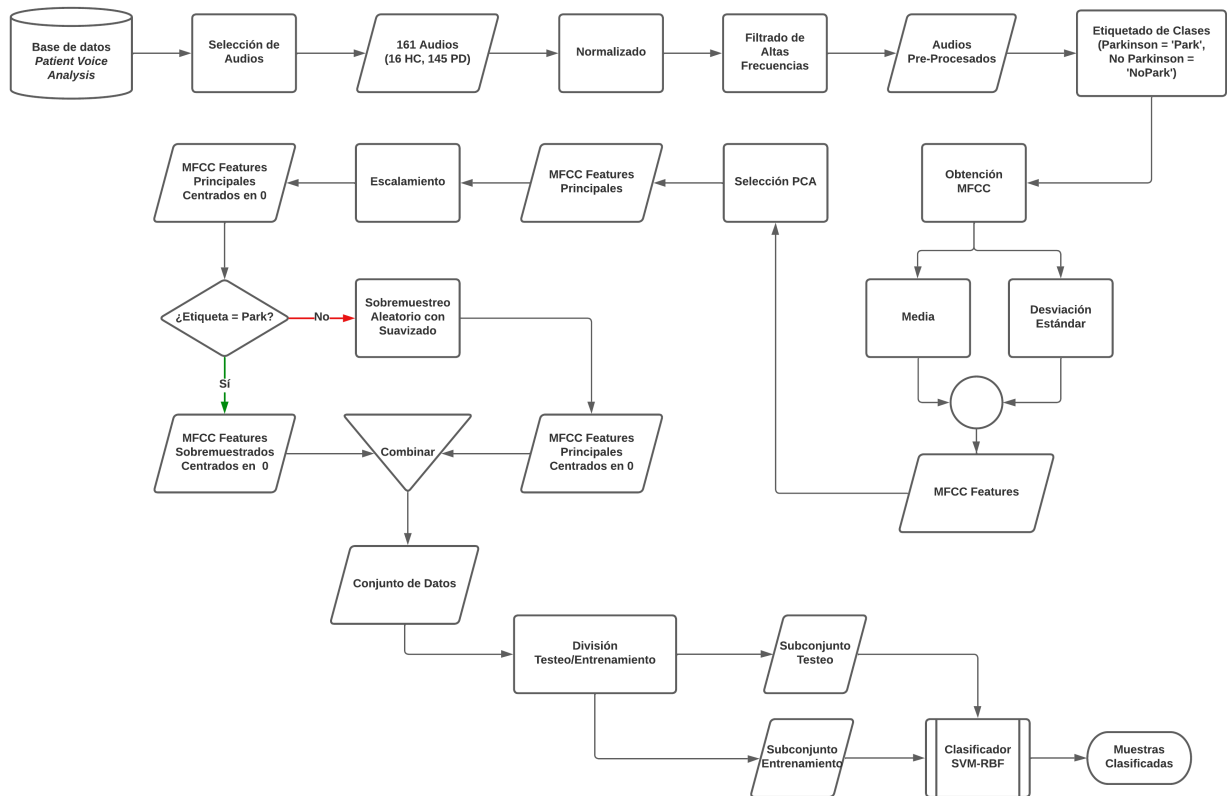 Base de datos
Patient Voice
Analysis
Selección de
Audios
161 Audios
(16 HC, 145 PD)
Normalizado
Filtrado de
Altas
Frecuencias
Audios
Pre-Procesados
Etiquetado de Clases
(Parkinson = 'Park',
No Parkinson =
'NoPark')
MFCC Features
Principales
Centrados en 0
Escalamiento
MFCC Features
Principales
Selección PCA
Obtención
MFCC
¿Etiqueta = Park?
No
Sobremuestreo
Aleatorio con
Suavizado
Media
Desviación
Estándar
Sí
MFCC Features
Sobremuestrados
Centrados en 0
Combinar
MFCC Features
Principales
Centrados en 0
MFCC Features
Conjunto de Datos
División
Testeo/Entrenamiento
Subconjunto
Testeo
Subconjunto
Entrenamiento
Clasificador
SVM-RBF
Muestras
Clasificadas